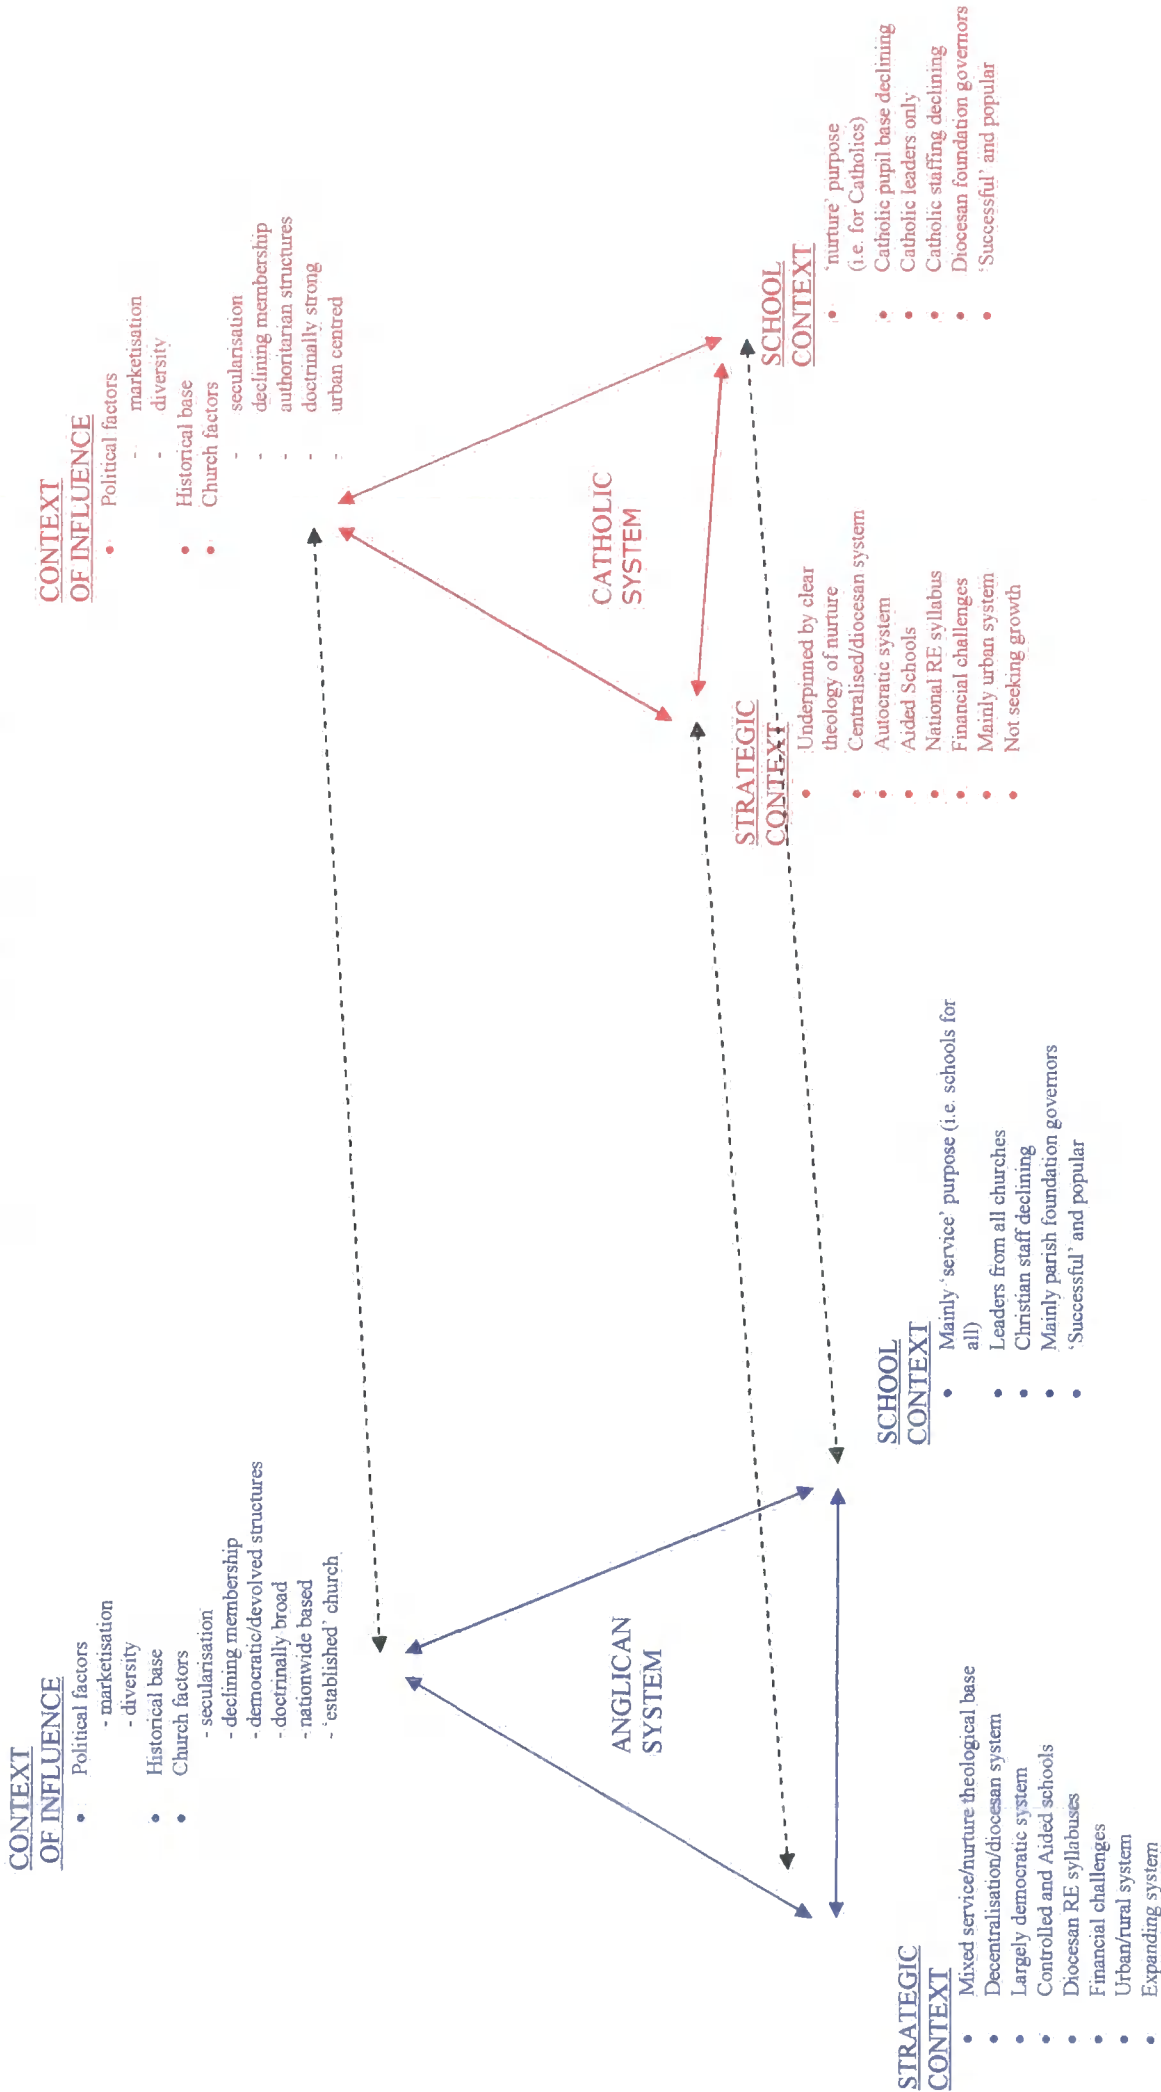 CONTEXT
OF INFLUENCE
• Political factors
- marketisation
- diversity
• Historical base
• Church factors
- secularisation
- declining membership
- democratic/devolved structures
- doctrinally broad
- nationwide based
- 'established' church
ANGLICAN
SYSTEM
STRATEGIC
CONTEXT
• Mixed service/nurture theological base
• Decentralisation/diocesan system
• Largely democratic system
• Controlled and Aided schools
• Diocesan RE syllabuses
• Financial challenges
• Urban/rural system
• Expanding system
SCHOOL
CONTEXT
• Mainly 'service' purpose (i.e. schools for
all)
• Leaders from all churches
• Christian staff declining
• Mainly parish foundation governors
• 'Successful' and popular
CONTEXT
OF INFLUENCE
• Political factors
- marketisation
- diversity
• Historical base
• Church factors
- secularisation
- declining membership
- authoritarian structures
- doctrinally strong
- urban centred
CATHOLIC
SYSTEM
STRATEGIC
CONTEXT
• Underpinned by clear
theology of nurture
• Centralised/diocesan system
• Autocratic system
• Aided Schools
• National RE syllabus
• Financial challenges
• Mainly urban system
• Not seeking growth
SCHOOL
CONTEXT
• 'nurture' purpose
(i.e. for Catholics)
• Catholic pupil base declining
• Catholic leaders only
• Catholic staffing declining
• Diocesan foundation governors
• 'Successful' and popular